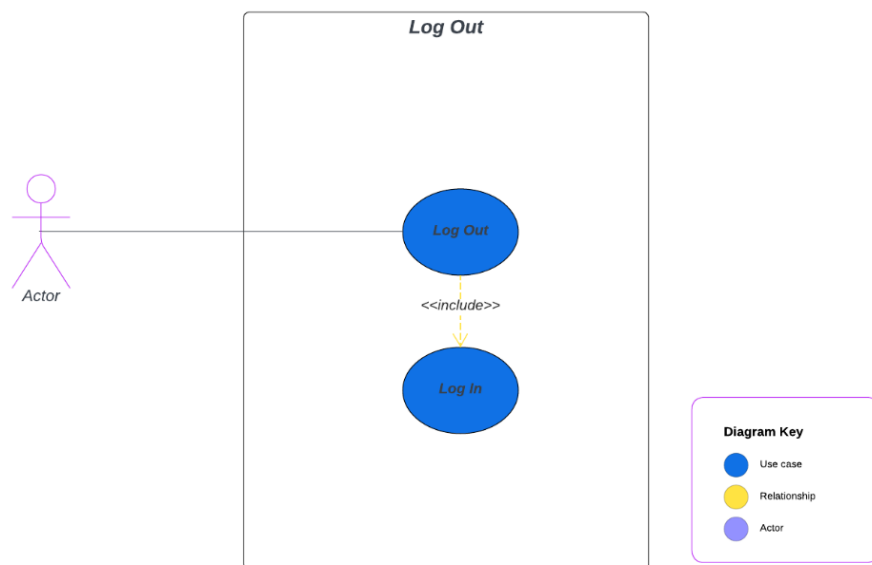 Log Out
Log Out
Actor
<<include>>
Log In
Diagram Key
Use case
Relationship
Actor